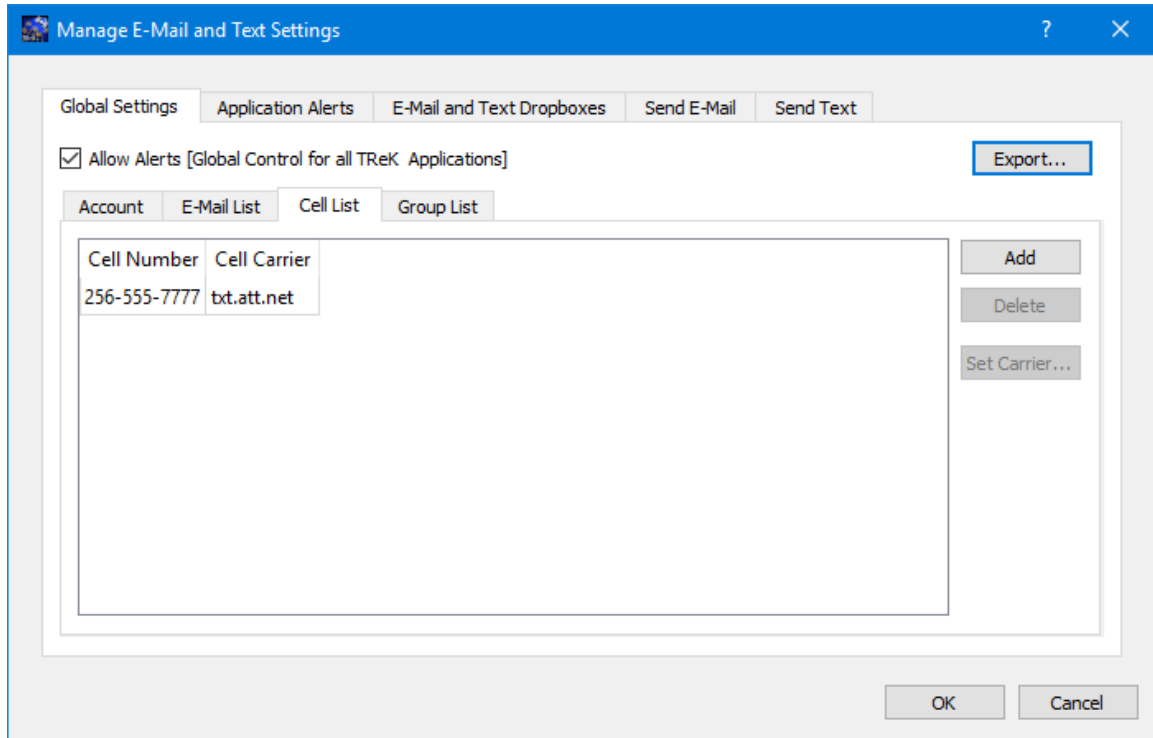 Manage E-Mail and Text Settings ?
Global Settings Application Alerts E-Mail and Text Dropboxes Send E-Mail Send Text
Allow Alerts [Global Control for all TReK Applications] Export...
Account E-Mail List Cell List Group List
Cell Number Cell Carrier Add
256-555-7777 txt.att.net
Delete
Set Carrier...
OK Cancel